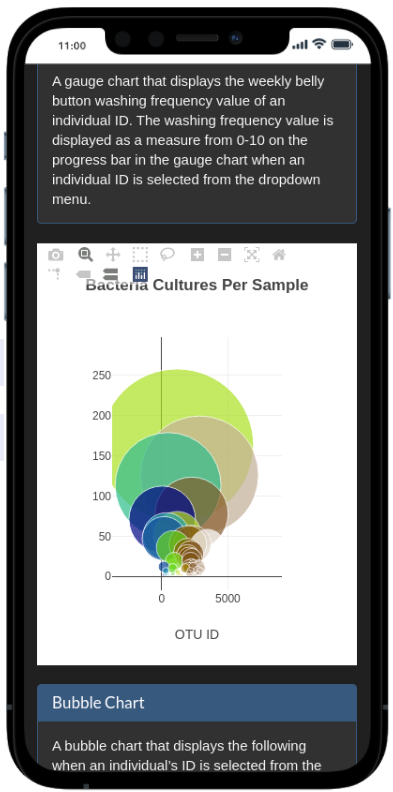 11:00
A gauge chart that displays the weekly belly
button washing frequency value of an
individual ID. The washing frequency value is
displayed as a measure from 0-10 on the
progress bar in the gauge chart when an
individual ID is selected from the dropdown
menu.
Bacteria Cultures Per Sample
250
200
150
100
50
0
0 5000
OTU ID
Bubble Chart
A bubble chart that displays the following
when an individual's ID is selected from the